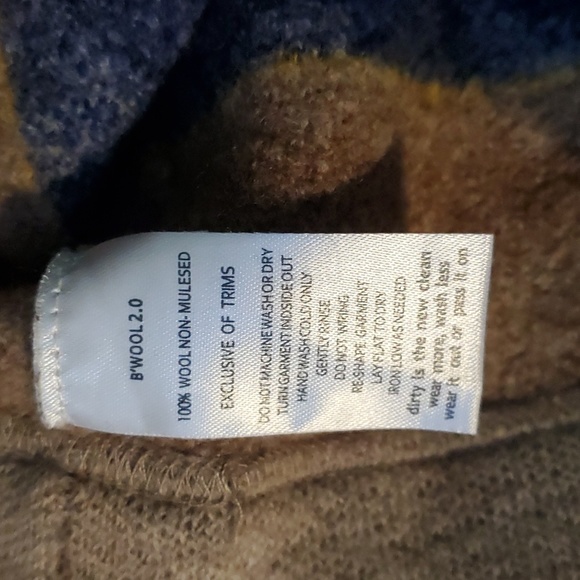 B'WOOL 2.0
100% WOOL NON-MULESED
EXCLUSIVE OF TRIMS
DO NOT MACHINE WASH OR DRY
TURN GARMENT INDSIDE OUT
HAND WASH COLD ONLY
GENTLY RINSE
DO NOT WRING
RE-SHAPE GARMENT
LAY FLAT TO DRY
IRON LOW AS NEEDED
dirty is the new clean
wear more, wash less
wear it out or pass it on